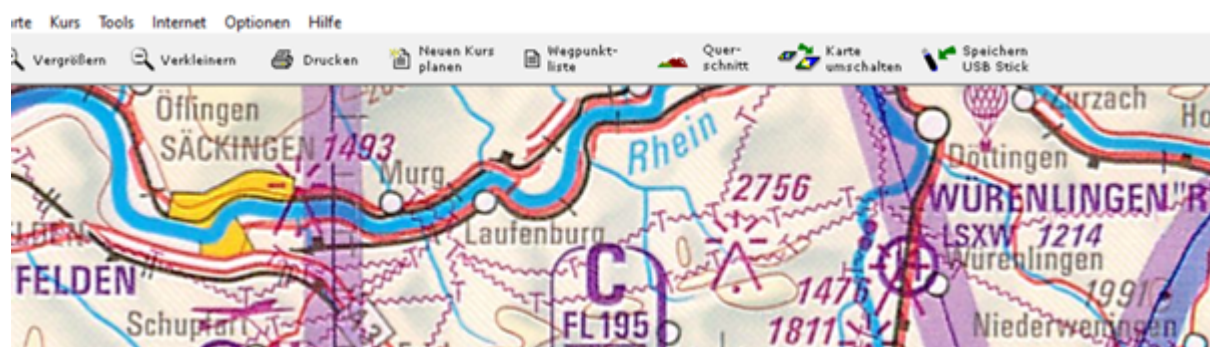 Kurs Tools Internet Optionen Hilfe
Vergrößern Verkleinern Drucken Neuen Kurs planen Wegpunkt-liste Quer-schnitt Karte umschalten Speichern USB Stick
Öflingen
SÄCKINGEN 1493
Murg
Rhein
Zurzach
Döttingen
2756
WÜRENLINGEN"R
Laufenburg
LSXW 1214
Würenlingen
FELDEN"
C
1476
1991
Schupfart
FL195
1811
Niederweningen